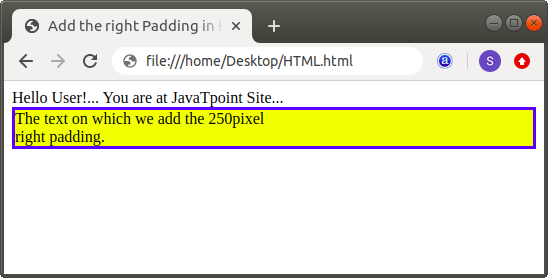 Add the right Padding in
file:///home/Desktop/HTML.html
a
S
Hello User!... You are at JavaTpoint Site...
The text on which we add the 250pixel
right padding.